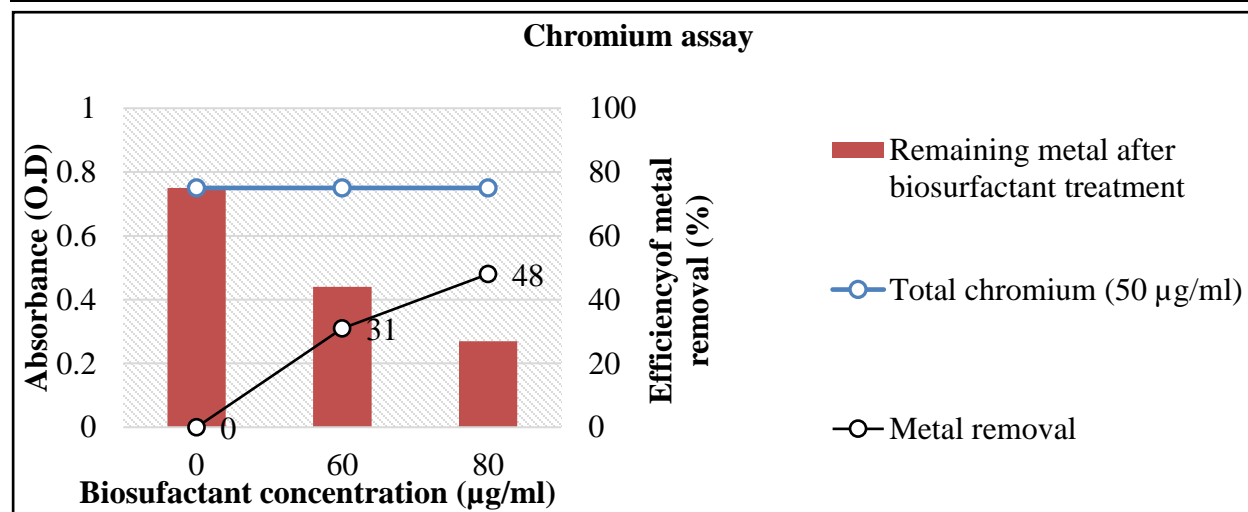 Chromium assay
Absorbance (O.D)
1
0.8
0.6
0.4
0.2
0
0
31
48
100
80
60
40
20
0
Efficiencyof metal
removal (%)
0 60 80
Biosufactant concentration (µg/ml)
Remaining metal after
biosurfactant treatment
Total chromium (50 µg/ml)
Metal removal